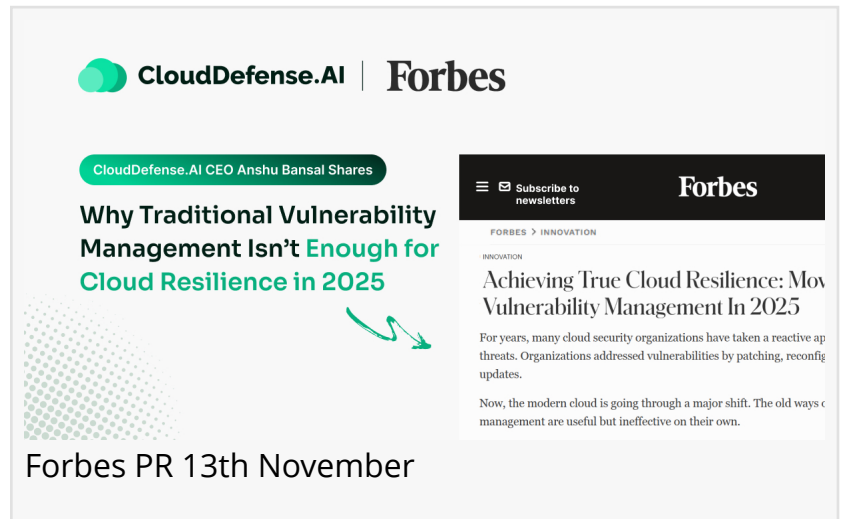 CloudDefense.AI | Forbes
CloudDefense.AI CEO Anshu Bansal Shares
Why Traditional Vulnerability
Management Isn't Enough for
Cloud Resilience in 2025
Subscribe to
newsletters
Forbes
FORBES > INNOVATION
INNOVATION
Achieving True Cloud Resilience: Mov
Vulnerability Management In 2025
For years, many cloud security organizations have taken a reactive ap
threats. Organizations addressed vulnerabilities by patching, reconfig
updates.
Now, the modern cloud is going through a major shift. The old ways o
management are useful but ineffective on their own.
Forbes PR 13th November